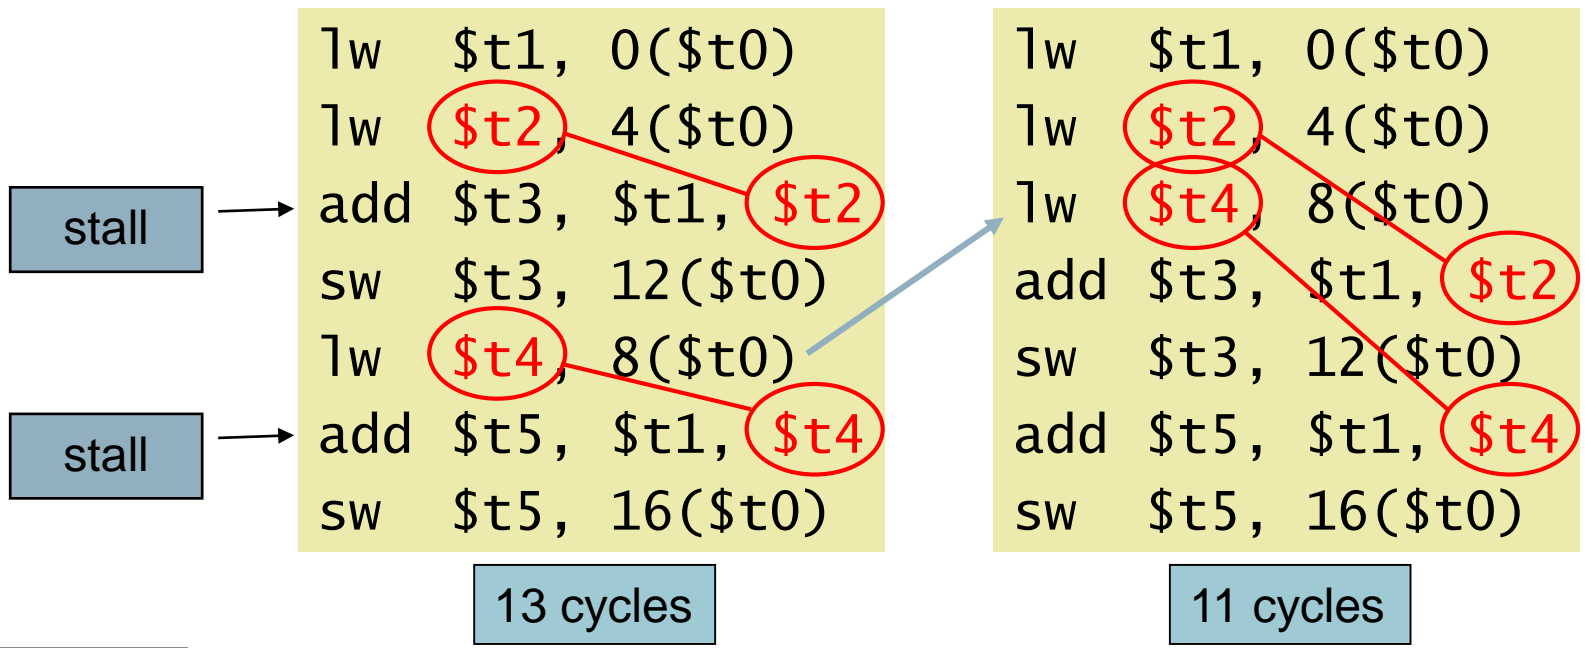 lw $t1, 0($t0)
lw $t2, 4($t0)
stall
add $t3, $t1, $t2
sw $t3, 12($t0)
lw $t4, 8($t0)
stall
add $t5, $t1, $t4
sw $t5, 16($t0)
13 cycles
lw $t1, 0($t0)
lw $t2, 4($t0)
lw $t4, 8($t0)
add $t3, $t1, $t2
sw $t3, 12($t0)
add $t5, $t1, $t4
sw $t5, 16($t0)
11 cycles